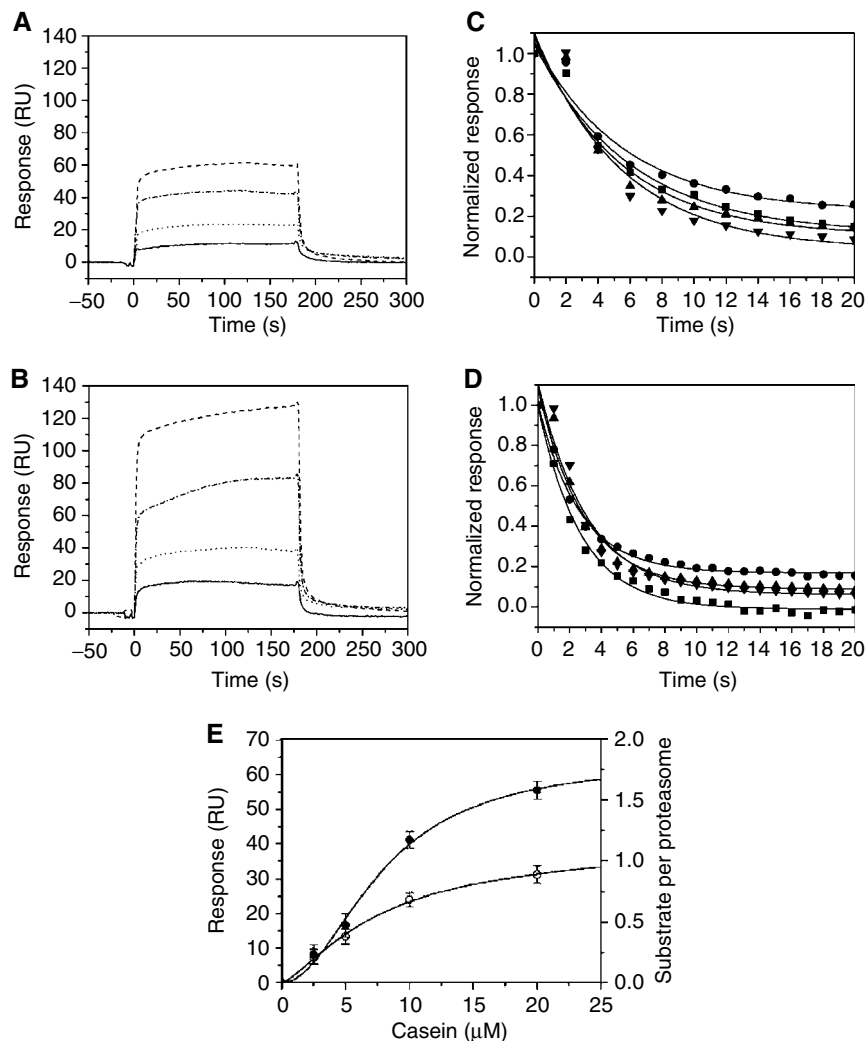 A
Response (RU)
140
120
100
80
60
40
20
0
–50 0 50 100 150 200 250 300
Time (s)
C
Normalized response
1.0
0.8
0.6
0.4
0.2
0.0
0 2 4 6 8 10 12 14 16 18 20
Time (s)
B
Response (RU)
140
120
100
80
60
40
20
0
–50 0 50 100 150 200 250 300
Time (s)
D
Normalized response
1.0
0.8
0.6
0.4
0.2
0.0
0 2 4 6 8 10 12 14 16 18 20
Time (s)
E
Response (RU)
70
60
50
40
30
20
10
0
0 5 10 15 20 25
Casein (μM)
2.0
1.5
1.0
0.5
0.0
Substrate per proteasome